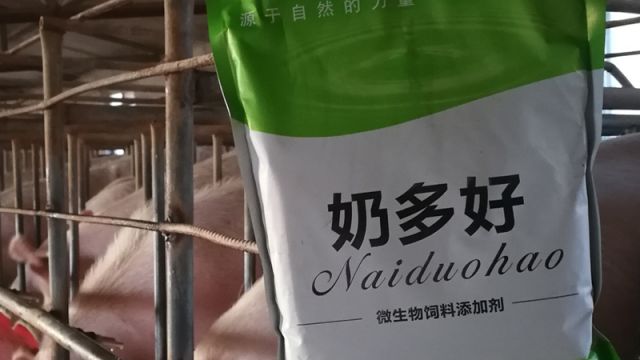 源于自然的力量
奶多好
Naiduohao
微生物饲料添加剂